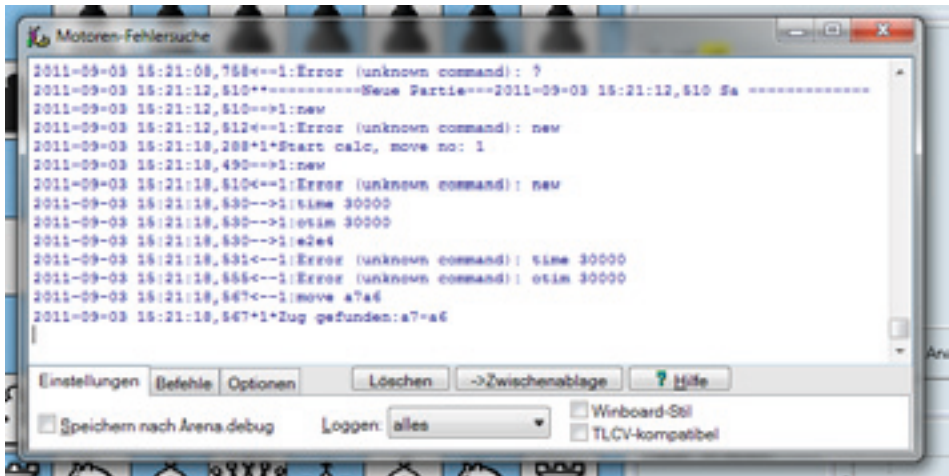 Motoren-Fehlersuche
2011-09-03 15:21:08,758<--1:Error (unknown command): ?
2011-09-03 15:21:12,510**----------Neue Partie---2011-09-03 15:21:12,510 Sa -------------
2011-09-03 15:21:12,510-->1:new
2011-09-03 15:21:12,512<--1:Error (unknown command): new
2011-09-03 15:21:18,288*1*Start calc, move no: 1
2011-09-03 15:21:18,490-->1:new
2011-09-03 15:21:18,510<--1:Error (unknown command): new
2011-09-03 15:21:18,530-->1:time 30000
2011-09-03 15:21:18,530-->1:otim 30000
2011-09-03 15:21:18,530-->1:e2e4
2011-09-03 15:21:18,531<--1:Error (unknown command): time 30000
2011-09-03 15:21:18,555<--1:Error (unknown command): otim 30000
2011-09-03 15:21:18,567<--1:move a7a6
2011-09-03 15:21:18,567*1*Zug gefunden:a7-a6
Einstellungen Befehle Optionen Löschen ->Zwischenablage ? Hilfe
Speichern nach Arena.debug Loggen: alles Winboard-Stil
TLCV-kompatibel